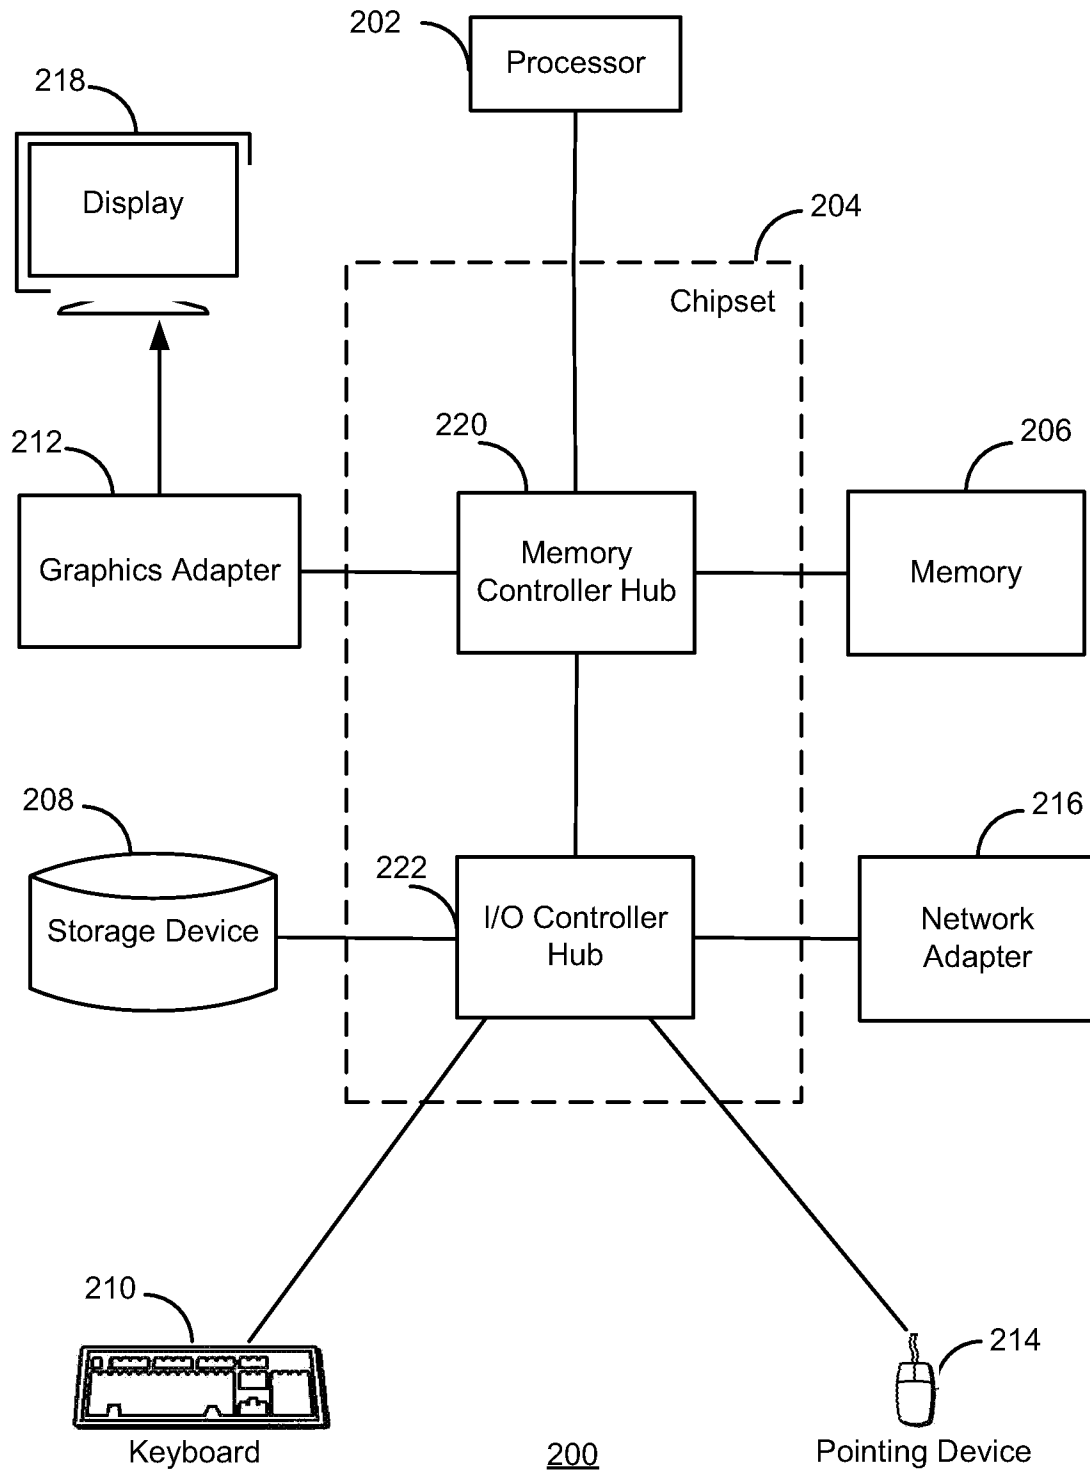 202
Processor
218
Display
204
Chipset
220
206
212
Memory
Controller Hub
Graphics Adapter
Memory
208
216
222
I/O Controller
Hub
Storage Device
Network
Adapter
210
214
Keyboard
200
Pointing Device